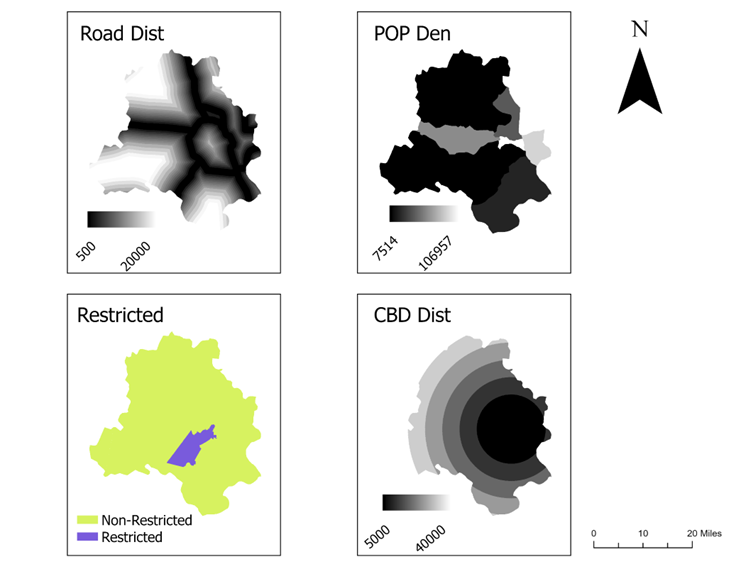 Road Dist
500
20000
POP Den
7514
106957
N
Restricted
Non-Restricted
Restricted
CBD Dist
5000
40000
0 10 20 Miles